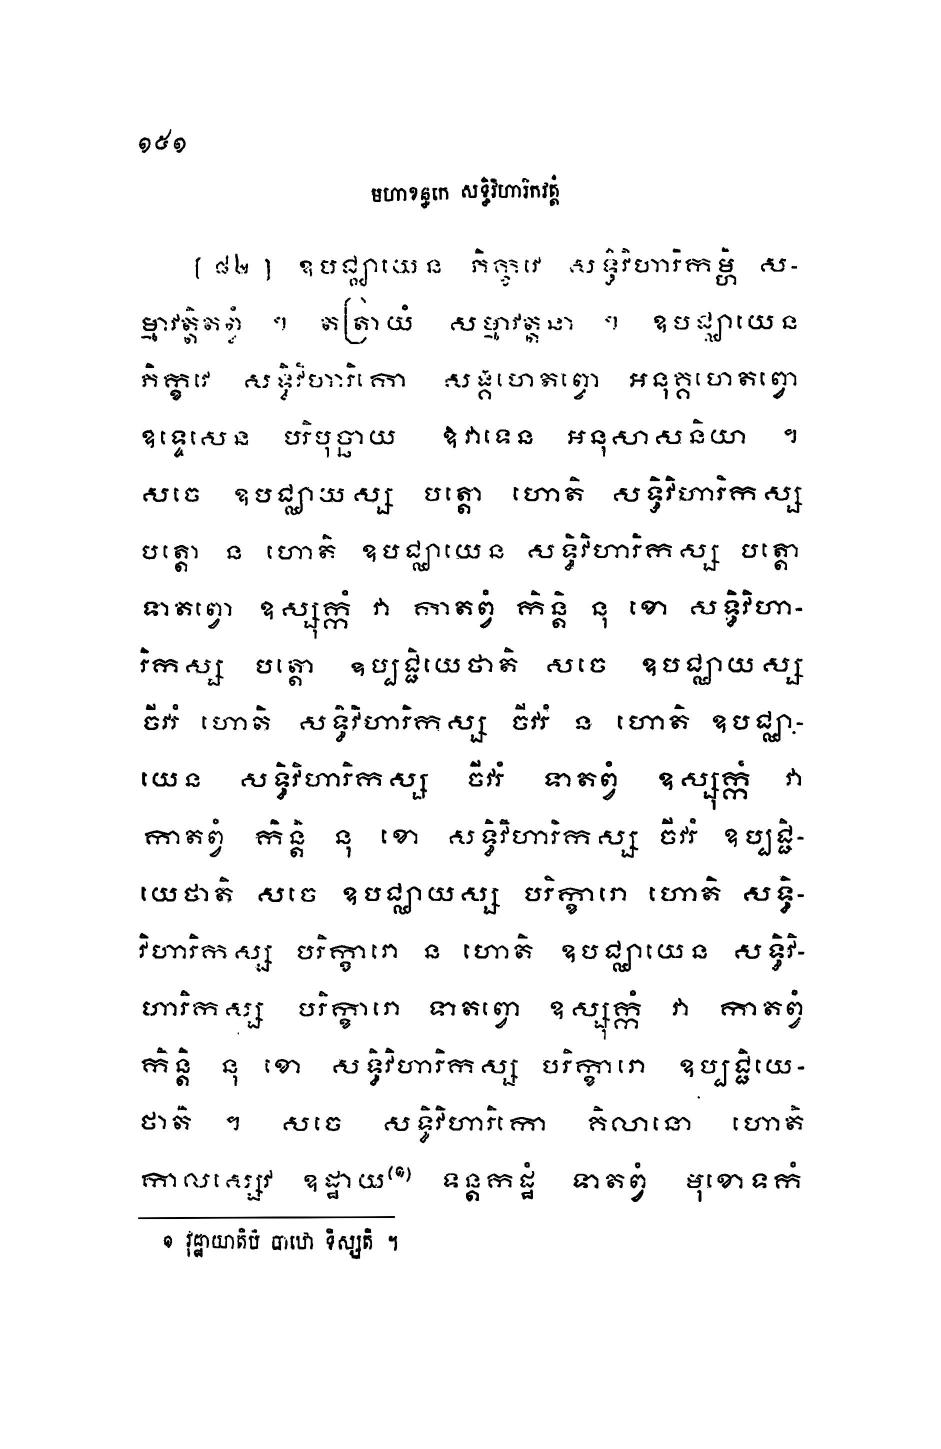 ១៥១
មហាខន្ធកេ សទ្ធិវិហារិកវត្តំ
[ ៨២ ] ឧបជ្ឈាយេន ភិក្ខវេ សទ្ធិវិហារិកម្ហិ ស-
ម្មាវត្តិតព្វំ ។ តត្រាយំ សម្មាវត្តនា ។ ឧបជ្ឈាយេន
ភិក្ខវេ សទ្ធិវិហារិកោ សង្គហេតព្វោ អនុគ្គហេតព្វោ
ឧទ្ទេសេន បរិបុច្ឆាយ ឱវាទេន អនុសាសនិយា ។
សចេ ឧបជ្ឈាយស្ស បត្តោ ហោតិ សទ្ធិវិហារិកស្ស
បត្តោ ន ហោតិ ឧបជ្ឈាយេន សទ្ធិវិហារិកស្ស បត្តោ
ទាតព្វោ ឧស្សុក្កំ វា កាតព្វំ កិន្តិ នុ ខោ សទ្ធិវិហា-
រិកស្ស បត្តោ ឧប្បជ្ជិយេថាតិ សចេ ឧបជ្ឈាយស្ស
ចីវរំ ហោតិ សទ្ធិវិហារិកស្ស ចីវរំ ន ហោតិ ឧបជ្ឈា-
យេន សទ្ធិវិហារិកស្ស ចីវរំ ទាតព្វំ ឧស្សុក្កំ វា
កាតព្វំ កិន្តិ នុ ខោ សទ្ធិវិហារិកស្ស ចីវរំ ឧប្បជ្ជិ-
យេថាតិ សចេ ឧបជ្ឈាយស្ស បរិក្ខារោ ហោតិ សទ្ធិ-
វិហារិកស្ស បរិក្ខារោ ន ហោតិ ឧបជ្ឈាយេន សទ្ធិវិ-
ហារិកស្ស បរិក្ខារោ ទាតព្វោ ឧស្សុក្កំ វា កាតព្វំ
កិន្តិ នុ ខោ សទ្ធិវិហារិកស្ស បរិក្ខារោ ឧប្បជ្ជិយេ-
ថាតិ ។ សចេ សទ្ធិវិហារិកោ គិលានោ ហោតិ
កាលស្សេវ ឧដ្ឋាយ(១) ទន្តកដ្ឋំ ទាតព្វំ មុខោទកំ
១ វុដ្ឋាយាតិបិ បាឋោ ទិស្សតិ ។